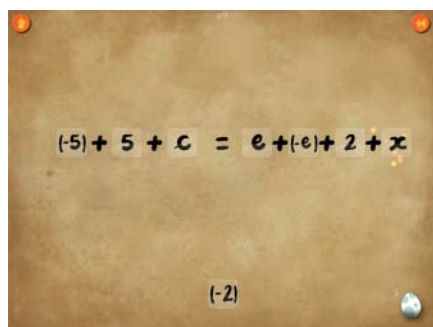 (-5) + 5 + c = e + (-e) + 2 + x
(-2)